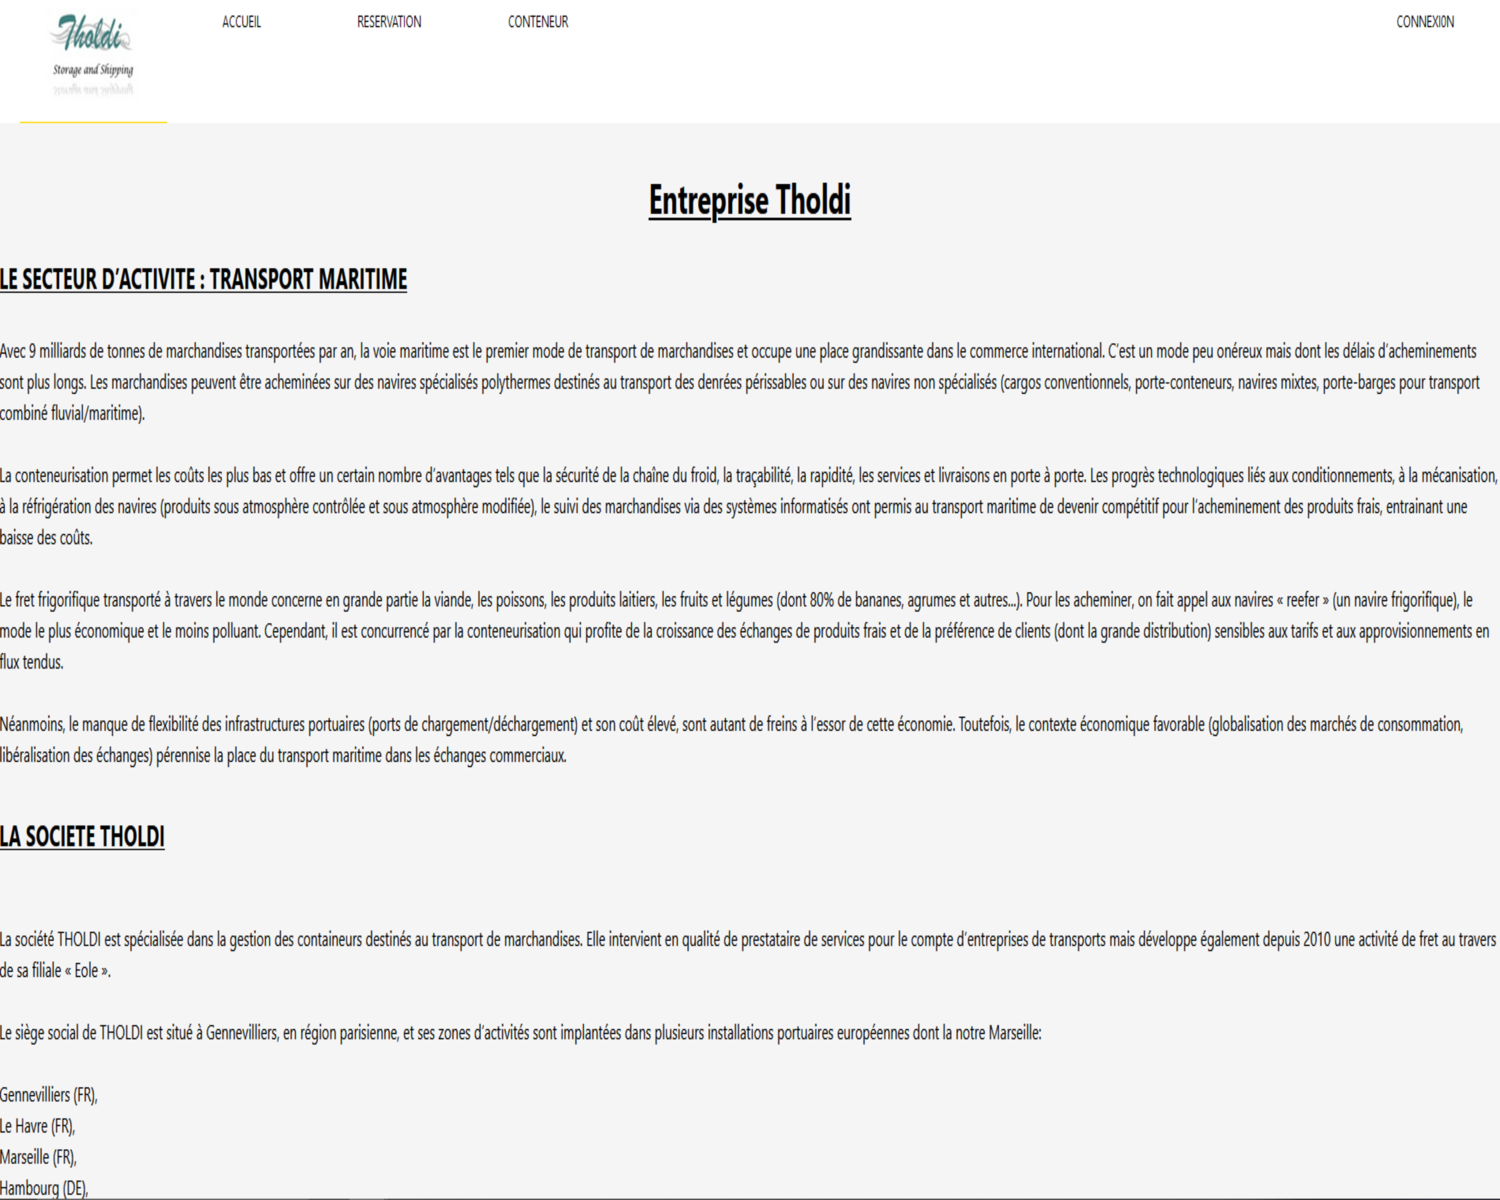 Tholdi
Storage and Shipping
ACCUEIL
RESERVATION
CONTENEUR
CONNEXI0N
Entreprise Tholdi
LE SECTEUR D'ACTIVITE : TRANSPORT MARITIME
Avec 9 milliards de tonnes de marchandises transportées par an, la voie maritime est le premier mode de transport de marchandises et occupe une place grandissante dans le commerce international. C'est un mode peu onéreux mais dont les délais d'acheminements
sont plus longs. Les marchandises peuvent être acheminées sur des navires spécialisés polythermes destinés au transport des denrées périssables ou sur des navires non spécialisés (cargos conventionnels, porte-conteneurs, navires mixtes, porte-barges pour transport
combiné fluvial/maritime).
La conteneurisation permet les coûts les plus bas et offre un certain nombre d'avantages tels que la sécurité de la chaîne du froid, la traçabilité, la rapidité, les services et livraisons en porte à porte. Les progrès technologiques liés aux conditionnements, à la mécanisation,
à la réfrigération des navires (produits sous atmosphère contrôlée et sous atmosphère modifiée), le suivi des marchandises via des systèmes informatisés ont permis au transport maritime de devenir compétitif pour l'acheminement des produits frais, entrainant une
baisse des coûts.
Le fret frigorifique transporté à travers le monde concerne en grande partie la viande, les poissons, les produits laitiers, les fruits et légumes (dont 80% de bananes, agrumes et autres...). Pour les acheminer, on fait appel aux navires « reefer » (un navire frigorifique), le
mode le plus économique et le moins polluant. Cependant, il est concurrencé par la conteneurisation qui profite de la croissance des échanges de produits frais et de la préférence de clients (dont la grande distribution) sensibles aux tarifs et aux approvisionnements en
flux tendus.
Néanmoins, le manque de flexibilité des infrastructures portuaires (ports de chargement/déchargement) et son coût élevé, sont autant de freins à l'essor de cette économie. Toutefois, le contexte économique favorable (globalisation des marchés de consommation,
libéralisation des échanges) pérennise la place du transport maritime dans les échanges commerciaux.
LA SOCIETE THOLDI
La société THOLDI est spécialisée dans la gestion des containeurs destinés au transport de marchandises. Elle intervient en qualité de prestataire de services pour le compte d'entreprises de transports mais développe également depuis 2010 une activité de fret au travers
de sa filiale « Eole ».
Le siège social de THOLDI est situé à Gennevilliers, en région parisienne, et ses zones d'activités sont implantées dans plusieurs installations portuaires européennes dont la notre Marseille:
Gennevilliers (FR),
Le Havre (FR),
Marseille (FR),
Hambourg (DE),